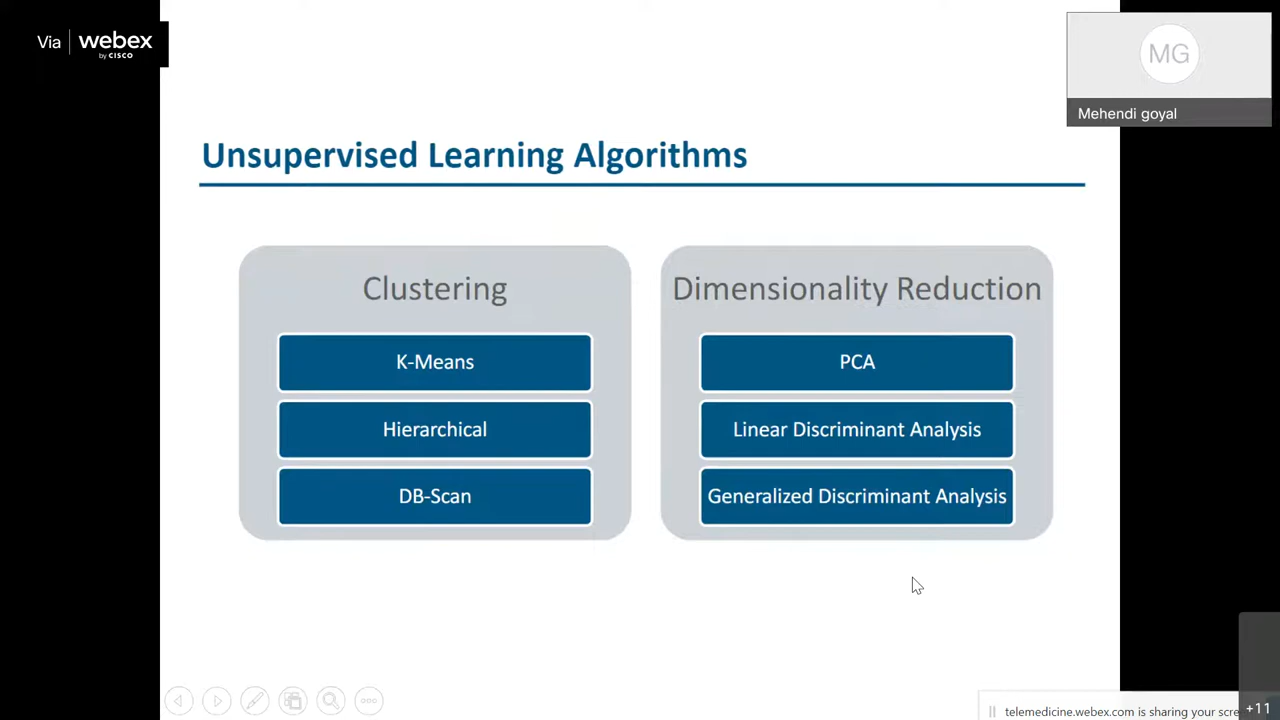 Via webex
by CISCO
MG
Mehendi goyal
Unsupervised Learning Algorithms
Clustering
K-Means
Hierarchical
DB-Scan
Dimensionality Reduction
PCA
Linear Discriminant Analysis
Generalized Discriminant Analysis
telemedicine.webex.com is sharing your scre
+11